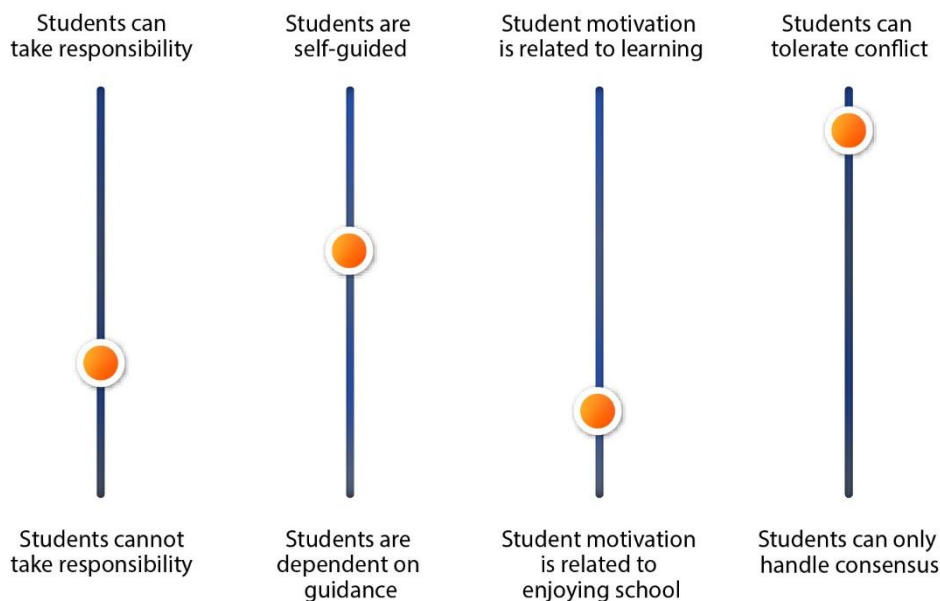 Students can
take responsibility
Students are
self-guided
Student motivation
is related to learning
Students can
tolerate conflict
Students cannot
take responsibility
Students are
dependent on
guidance
Student motivation
is related to
enjoying school
Students can only
handle consensus